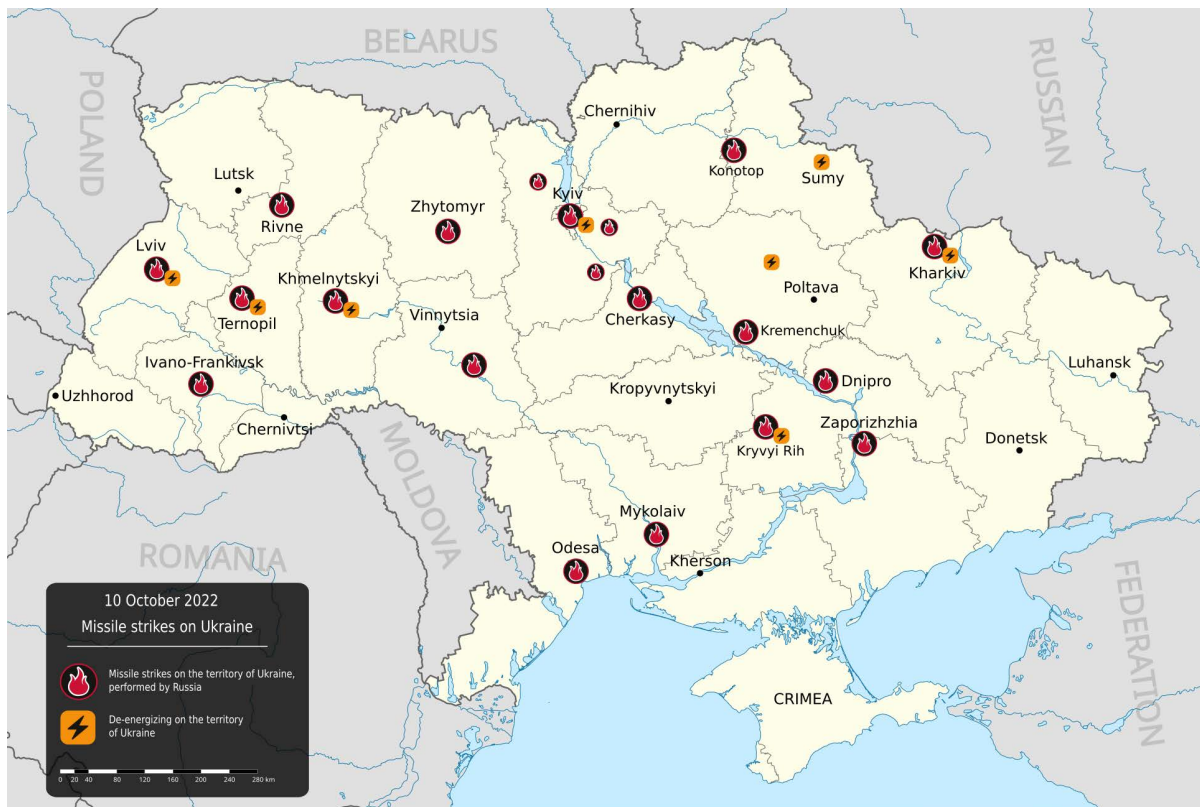 BELARUS
POLAND
RUSSIAN
Chernihiv
Konotop
Sumy
Lutsk
Rivne
Zhytomyr
Kyiv
Lviv
Khmelnytskyi
Kharkiv
Ternopil
Vinnytsia
Cherkasy
Poltava
Kremenchuk
Ivano-Frankivsk
Luhansk
Uzhhorod
Kropyvnytskyi
Dnipro
Chernivtsi
Zaporizhzhia
Kryvyi Rih
Donetsk
MOLDOVA
Mykolaiv
ROMANIA
Odesa
Kherson
FEDERATION
CRIMEA
10 October 2022
Missile strikes on Ukraine
Missile strikes on the territory of Ukraine,
performed by Russia
De-energizing on the territory
of Ukraine
0 20 40 80 120 160 200 240 280 km